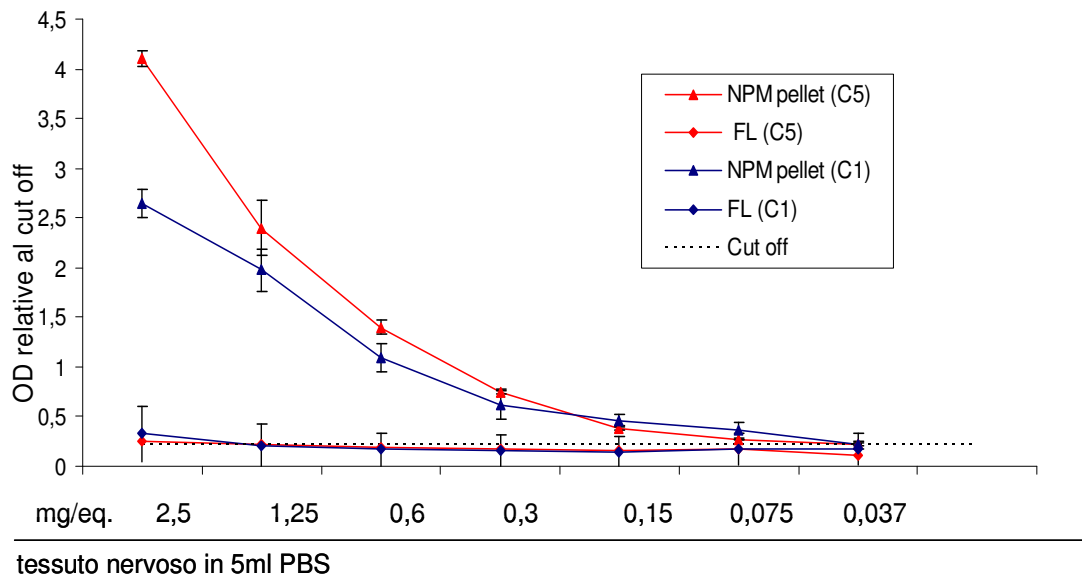 4,5
4
3,5
3
2,5
2
1,5
1
0,5
0
OD relative al cut off
NPM pellet (C5)
FL (C5)
NPM pellet (C1)
FL (C1)
Cut off
mg/eq. 2,5 1,25 0,6 0,3 0,15 0,075 0,037
tessuto nervoso in 5ml PBS